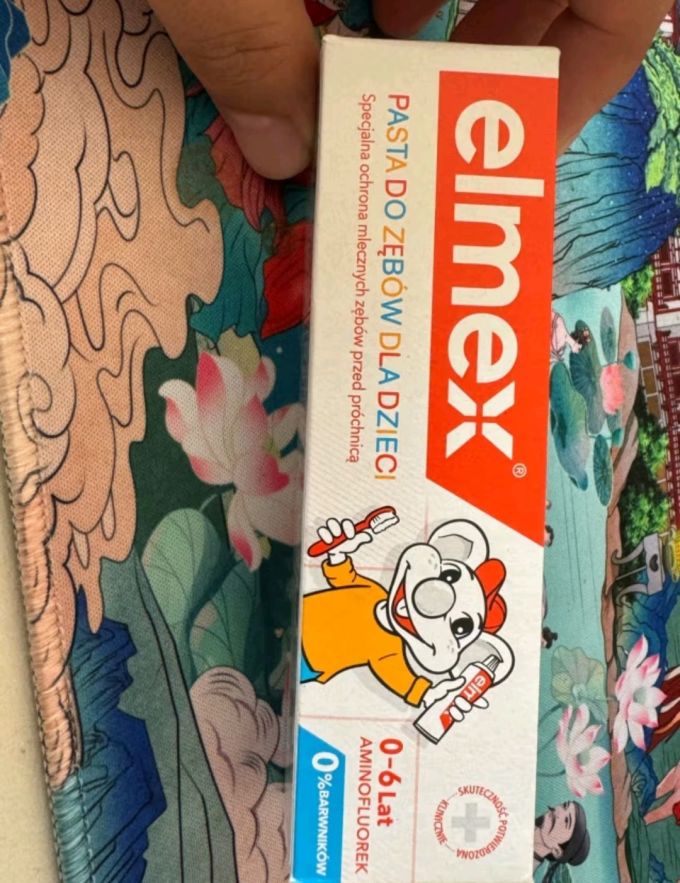 elmex®
PASTA DO ZĘBÓW DLA DZIECI
Specjalna ochrona mlecznych zębów przed próchnicą
elm
0-6 Lat
AMINOFLUOREK
0% BARWNIKÓW
SKUTECZNOŚĆ POTWIERDZONA KLINICZNIE